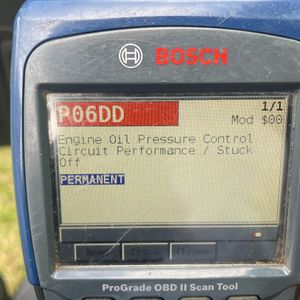 BOSCH
P06DD
1/1
Mod $00
Engine Oil Pressure Control
Circuit Performance / Stuck
Off
PERMANENT
ProGrade OBD II Scan Tool